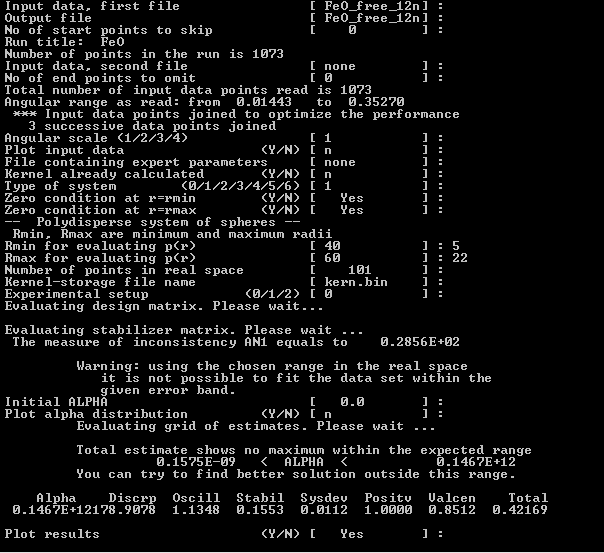 Input data, first file [ FeO_free_12n] :
Output file [ FeO_free_12n] :
No of start points to skip [ 0 ] :
Run title: FeO
Number of points in the run is 1073
Input data, second file [ none ] :
No of end points to omit [ 0 ] :
Total number of input data points read is 1073
Angular range as read: from 0.01443 to 0.35270
*** Input data points joined to optimize the performance
3 successive data points joined
Angular scale (1/2/3/4) [ 1 ] :
Plot input data (Y/N) [ n ] :
File containing expert parameters [ none ] :
Kernel already calculated (Y/N) [ n ] :
Type of system (0/1/2/3/4/5/6) [ 1 ] :
Zero condition at r=rmin (Y/N) [ Yes ] :
Zero condition at r=rmax (Y/N) [ Yes ] :
-- Polydisperse system of spheres --
Rmin, Rmax are minimum and maximum radii
Rmin for evaluating p(r) [ 40 ] : 5
Rmax for evaluating p(r) [ 60 ] : 22
Number of points in real space [ 101 ] :
Kernel-storage file name [ kern.bin ] :
Experimental setup (0/1/2) [ 0 ] :
Evaluating design matrix. Please wait...
Evaluating stabilizer matrix. Please wait ...
The measure of inconsistency AN1 equals to 0.2856E+02
Warning: using the chosen range in the real space
it is not possible to fit the data set within the
given error band.
Initial ALPHA [ 0.0 ] :
Plot alpha distribution (Y/N) [ n ] :
Evaluating grid of estimates. Please wait ...
Total estimate shows no maximum within the expected range
0.1575E-09 < ALPHA < 0.1467E+12
You can try to find better solution outside this range.
Alpha Discrp Oscill Stabil Sysdev Positv Valcen Total
0.1467E+12178.9078 1.1348 0.1553 0.0112 1.0000 0.8512 0.42169
Plot results (Y/N) [ Yes ] :